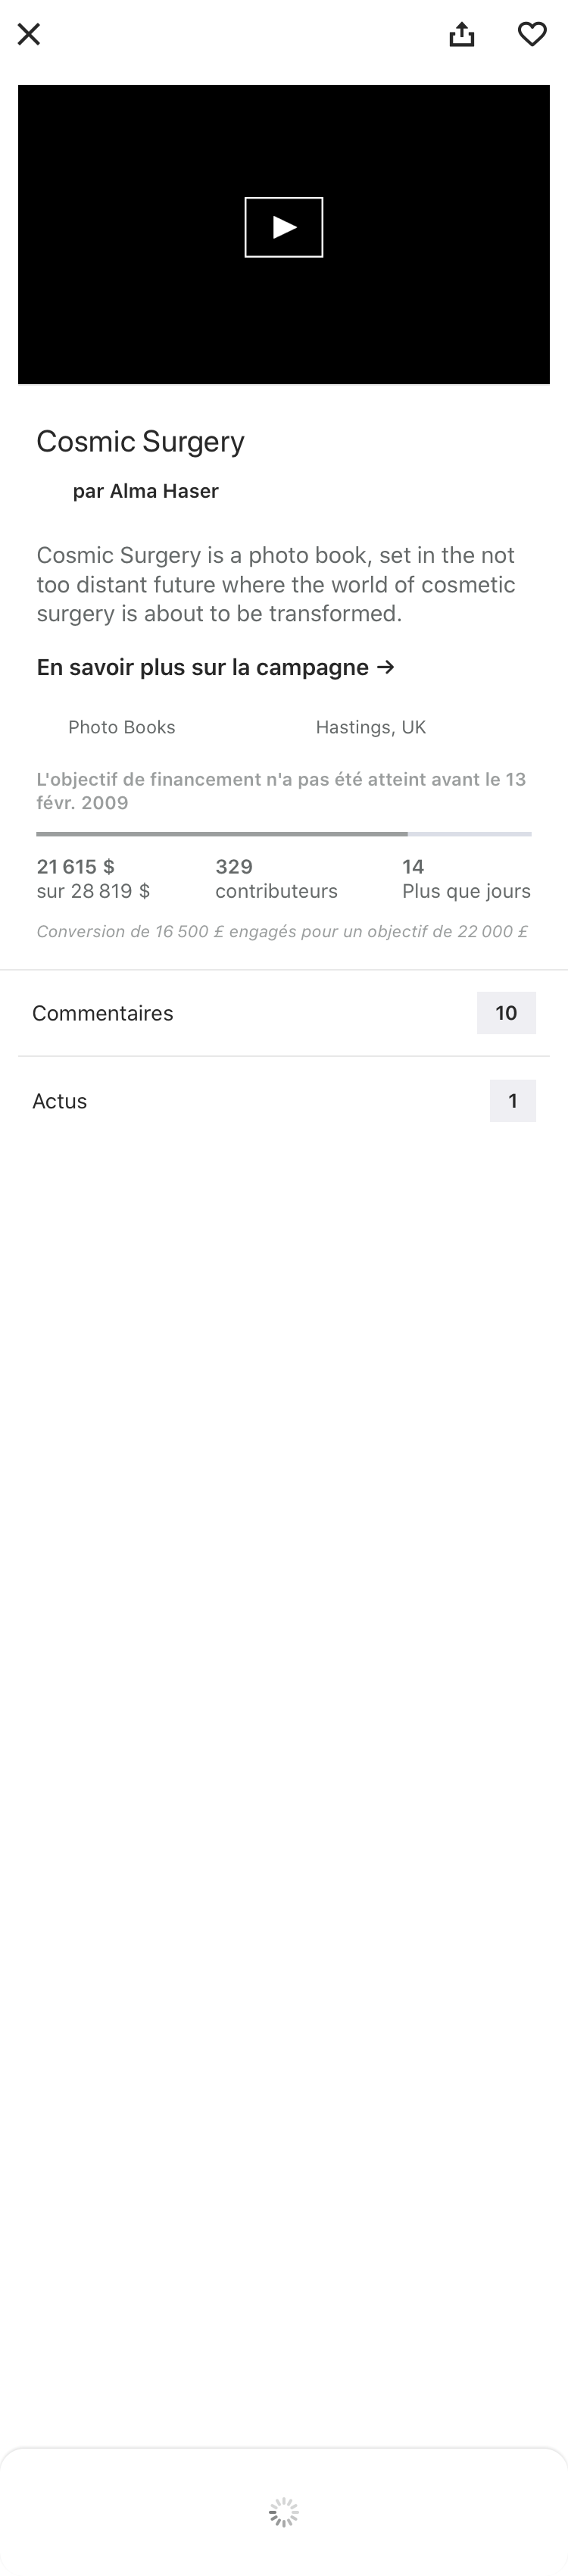 Cosmic Surgery
par Alma Haser
Cosmic Surgery is a photo book, set in the not
too distant future where the world of cosmetic
surgery is about to be transformed.
En savoir plus sur la campagne →
Photo Books
Hastings, UK
L'objectif de financement n'a pas été atteint avant le 13
févr. 2009
21 615 $
sur 28 819 $
329
contributeurs
14
Plus que jours
Conversion de 16 500 £ engagés pour un objectif de 22 000 £
Commentaires
10
Actus
1